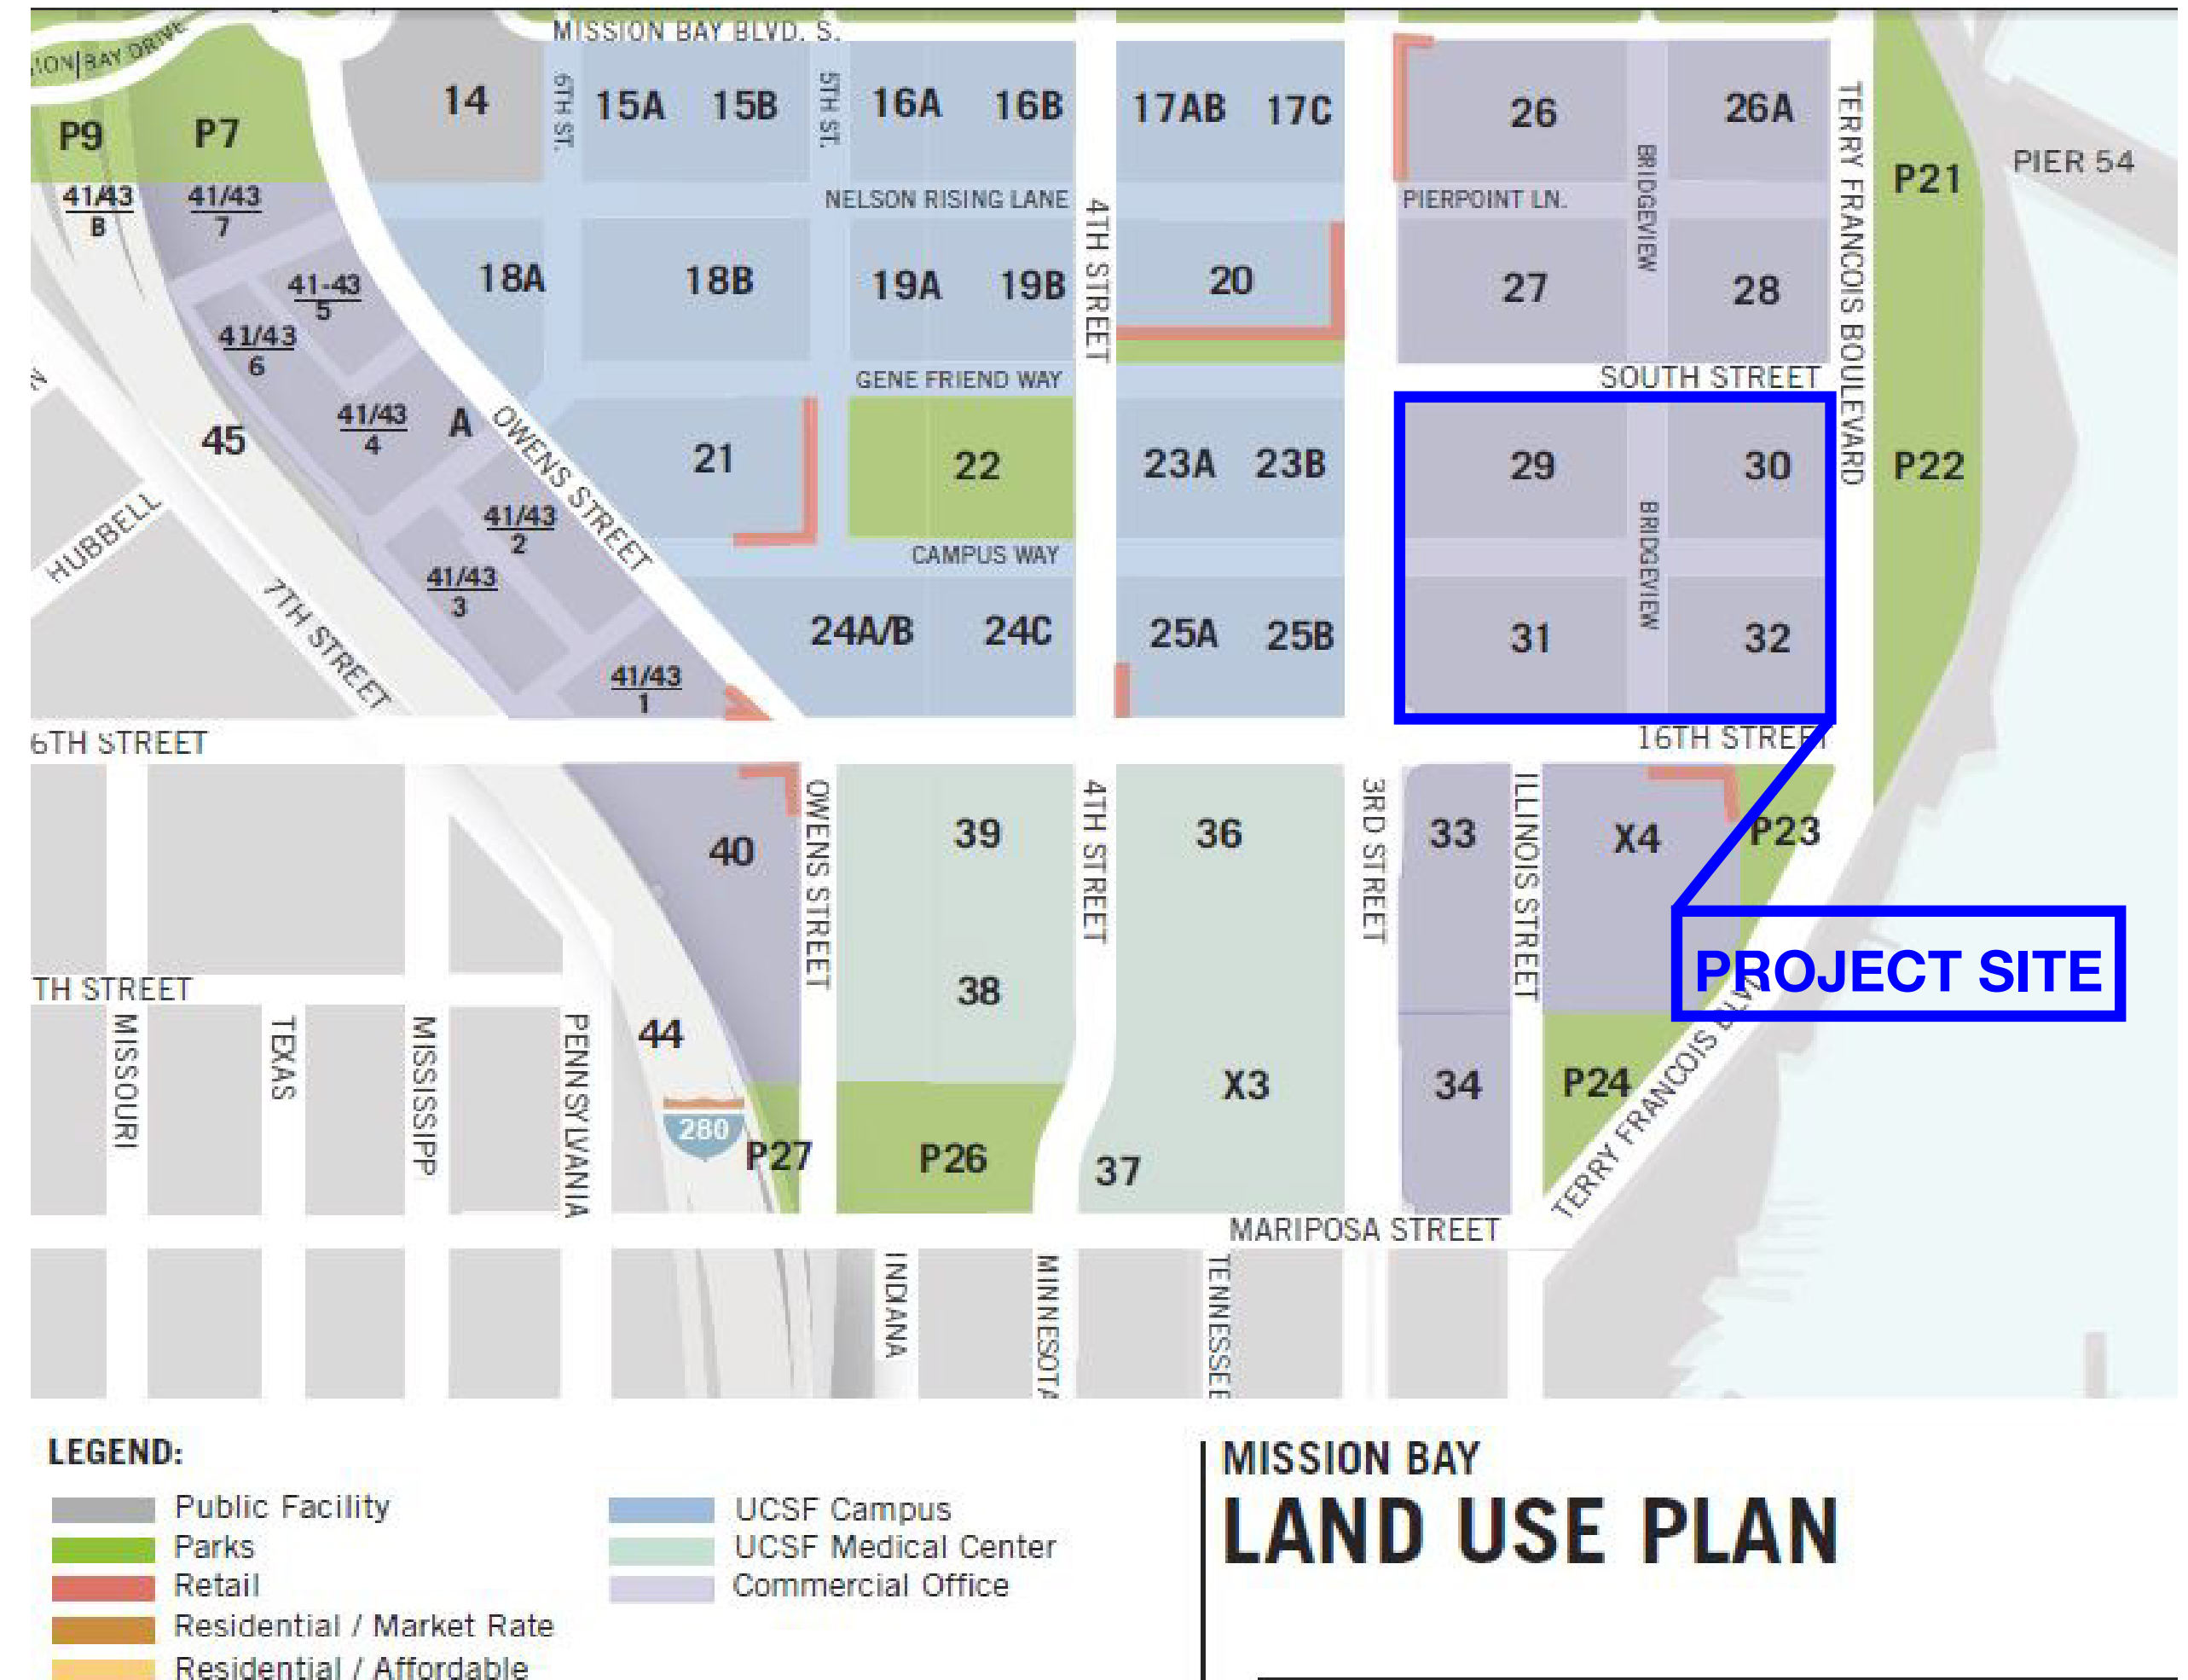 MISSION BAY BLVD. S.
ION BAY DRIVE
14
6TH ST.
15A
15B
5TH ST.
16A
16B
17AB
17C
26
26A
P9
P7
TERRY FRANCOIS BOULEVARD
P21
PIER 54
41/43
B
41/43
7
NELSON RISING LANE
4TH STREET
PIERPOINT LN.
BRIDGEVIEW
18A
18B
19A
19B
20
27
28
41-43
5
41/43
6
GENE FRIEND WAY
SOUTH STREET
41/43
4
A
OWENS STREET
45
21
22
23A
23B
29
30
P22
HUBBELL
41/43
2
CAMPUS WAY
BRIDGEVIEW
41/43
3
7TH STREET
24A/B
24C
25A
25B
31
32
41/43
1
6TH STREET
16TH STREET
40
OWENS STREET
39
4TH STREET
36
3RD STREET
33
ILLINOIS STREET
X4
P23
PROJECT SITE
TH STREET
38
MISSOURI
TEXAS
MISSISSIPP
PENNSYLVANIA
44
280
P27
P26
X3
37
34
P24
TERRY FRANCOIS BLVD
MARIPOSA STREET
INDIANA
MINNESOTA
TENNESSEE
LEGEND:
Public Facility
Parks
Retail
Residential / Market Rate
Residential / Affordable
UCSF Campus
UCSF Medical Center
Commercial Office
MISSION BAY
LAND USE PLAN